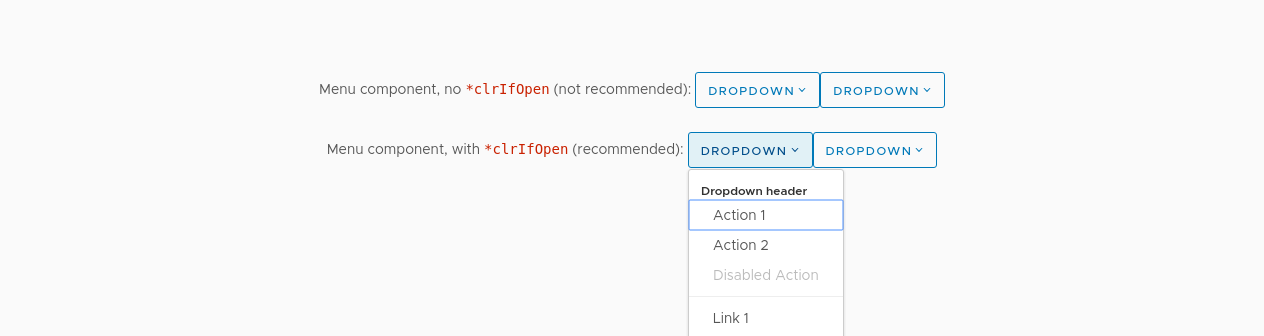 Menu component, no *clrIfOpen (not recommended): DROPDOWN DROPDOWN
Menu component, with *clrIfOpen (recommended): DROPDOWN DROPDOWN
Dropdown header
Action 1
Action 2
Disabled Action
Link 1